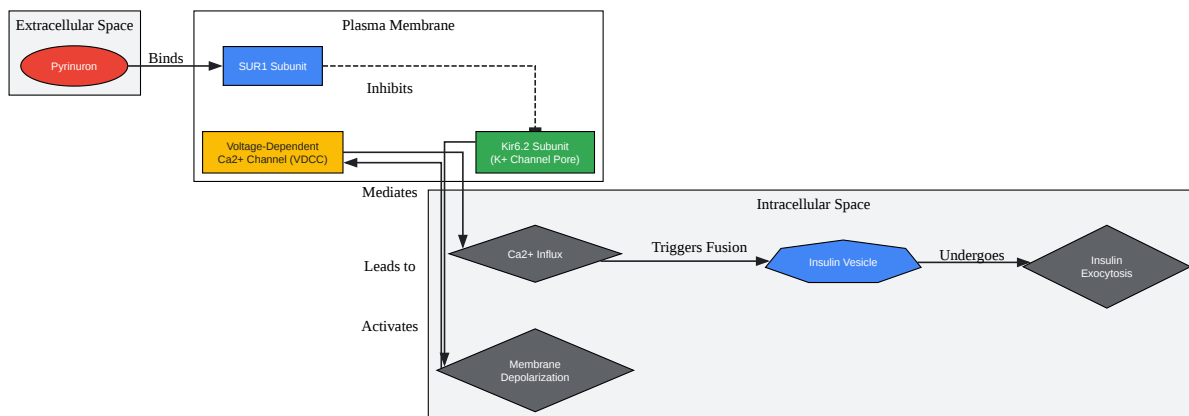 Extracellular Space
Plasma Membrane
Pyrinuron
Binds
SUR1 Subunit
Inhibits
Voltage-Dependent
Ca2+ Channel (VDCC)
Kir6.2 Subunit
(K+ Channel Pore)
Mediates
Intracellular Space
Ca2+ Influx
Triggers Fusion
Insulin Vesicle
Undergoes
Insulin
Exocytosis
Leads to
Activates
Membrane
Depolarization